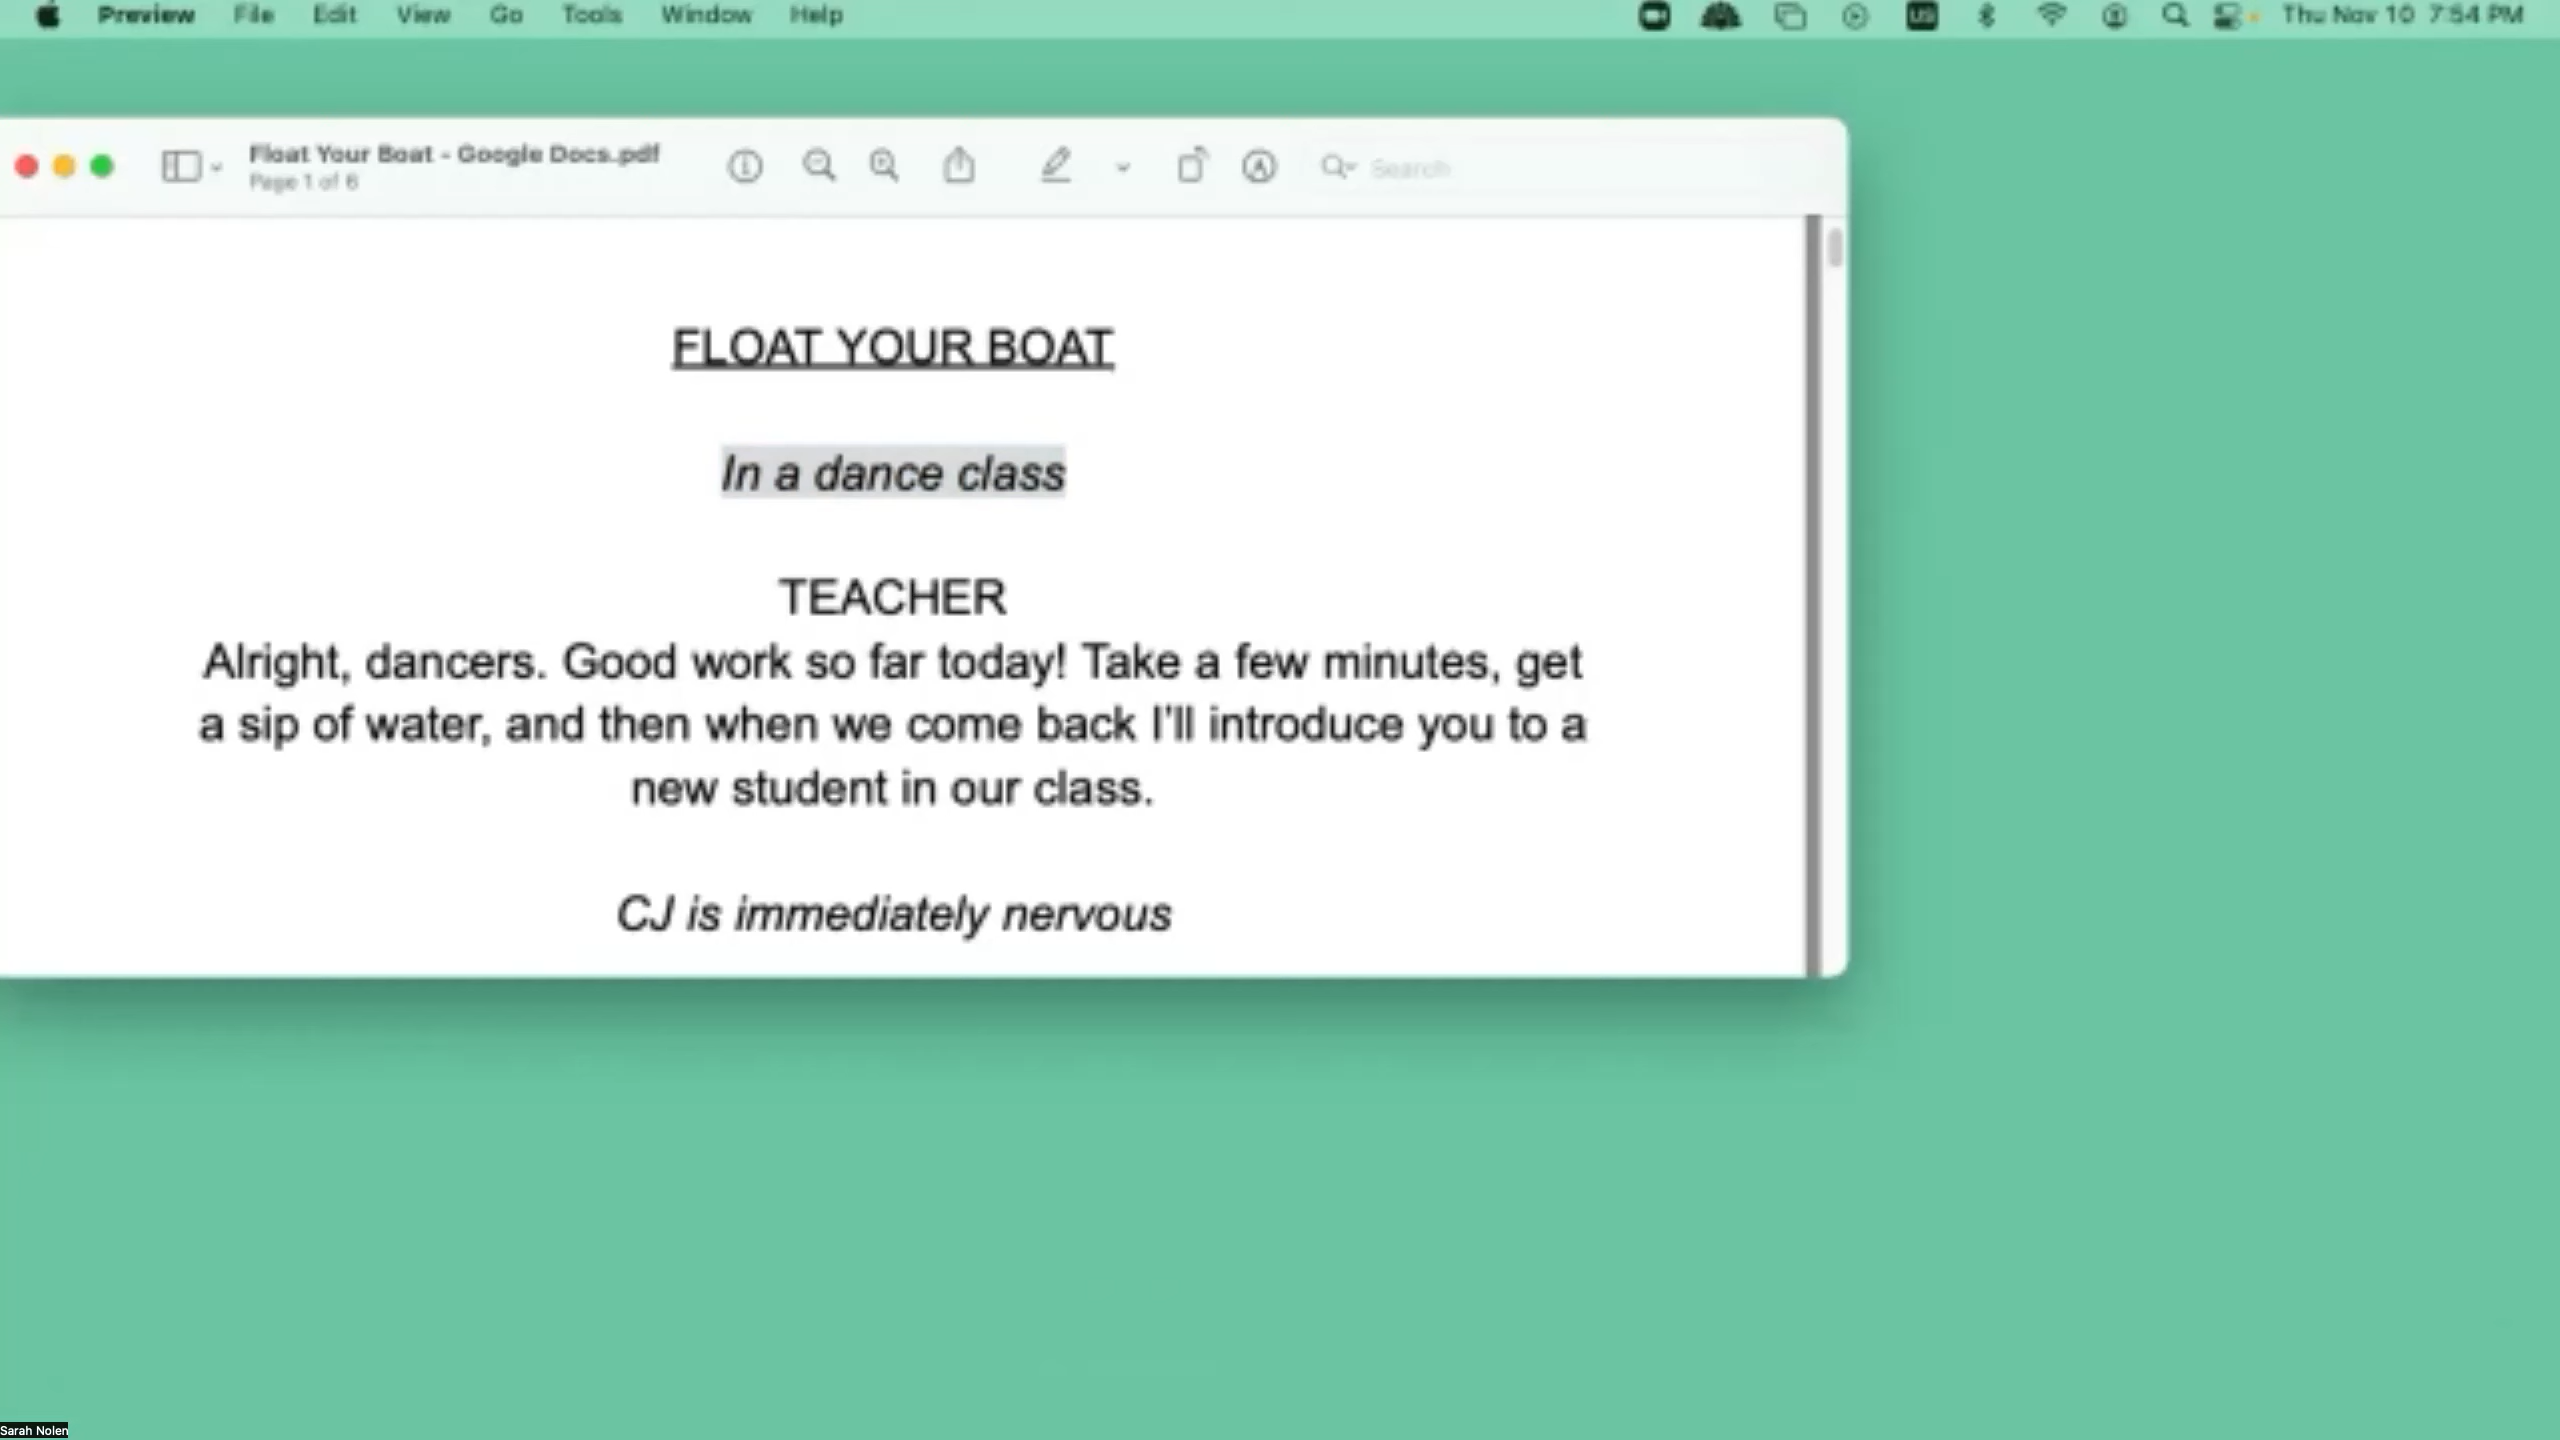 Preview File Edit View Go Tools Window Help US Thu Nov 10 7:54 PM
Float Your Boat - Google Docs.pdf
Page 1 of 6
Search
FLOAT YOUR BOAT
In a dance class
TEACHER
Alright, dancers. Good work so far today! Take a few minutes, get
a sip of water, and then when we come back I'll introduce you to a
new student in our class.
CJ is immediately nervous
Sarah Nolen